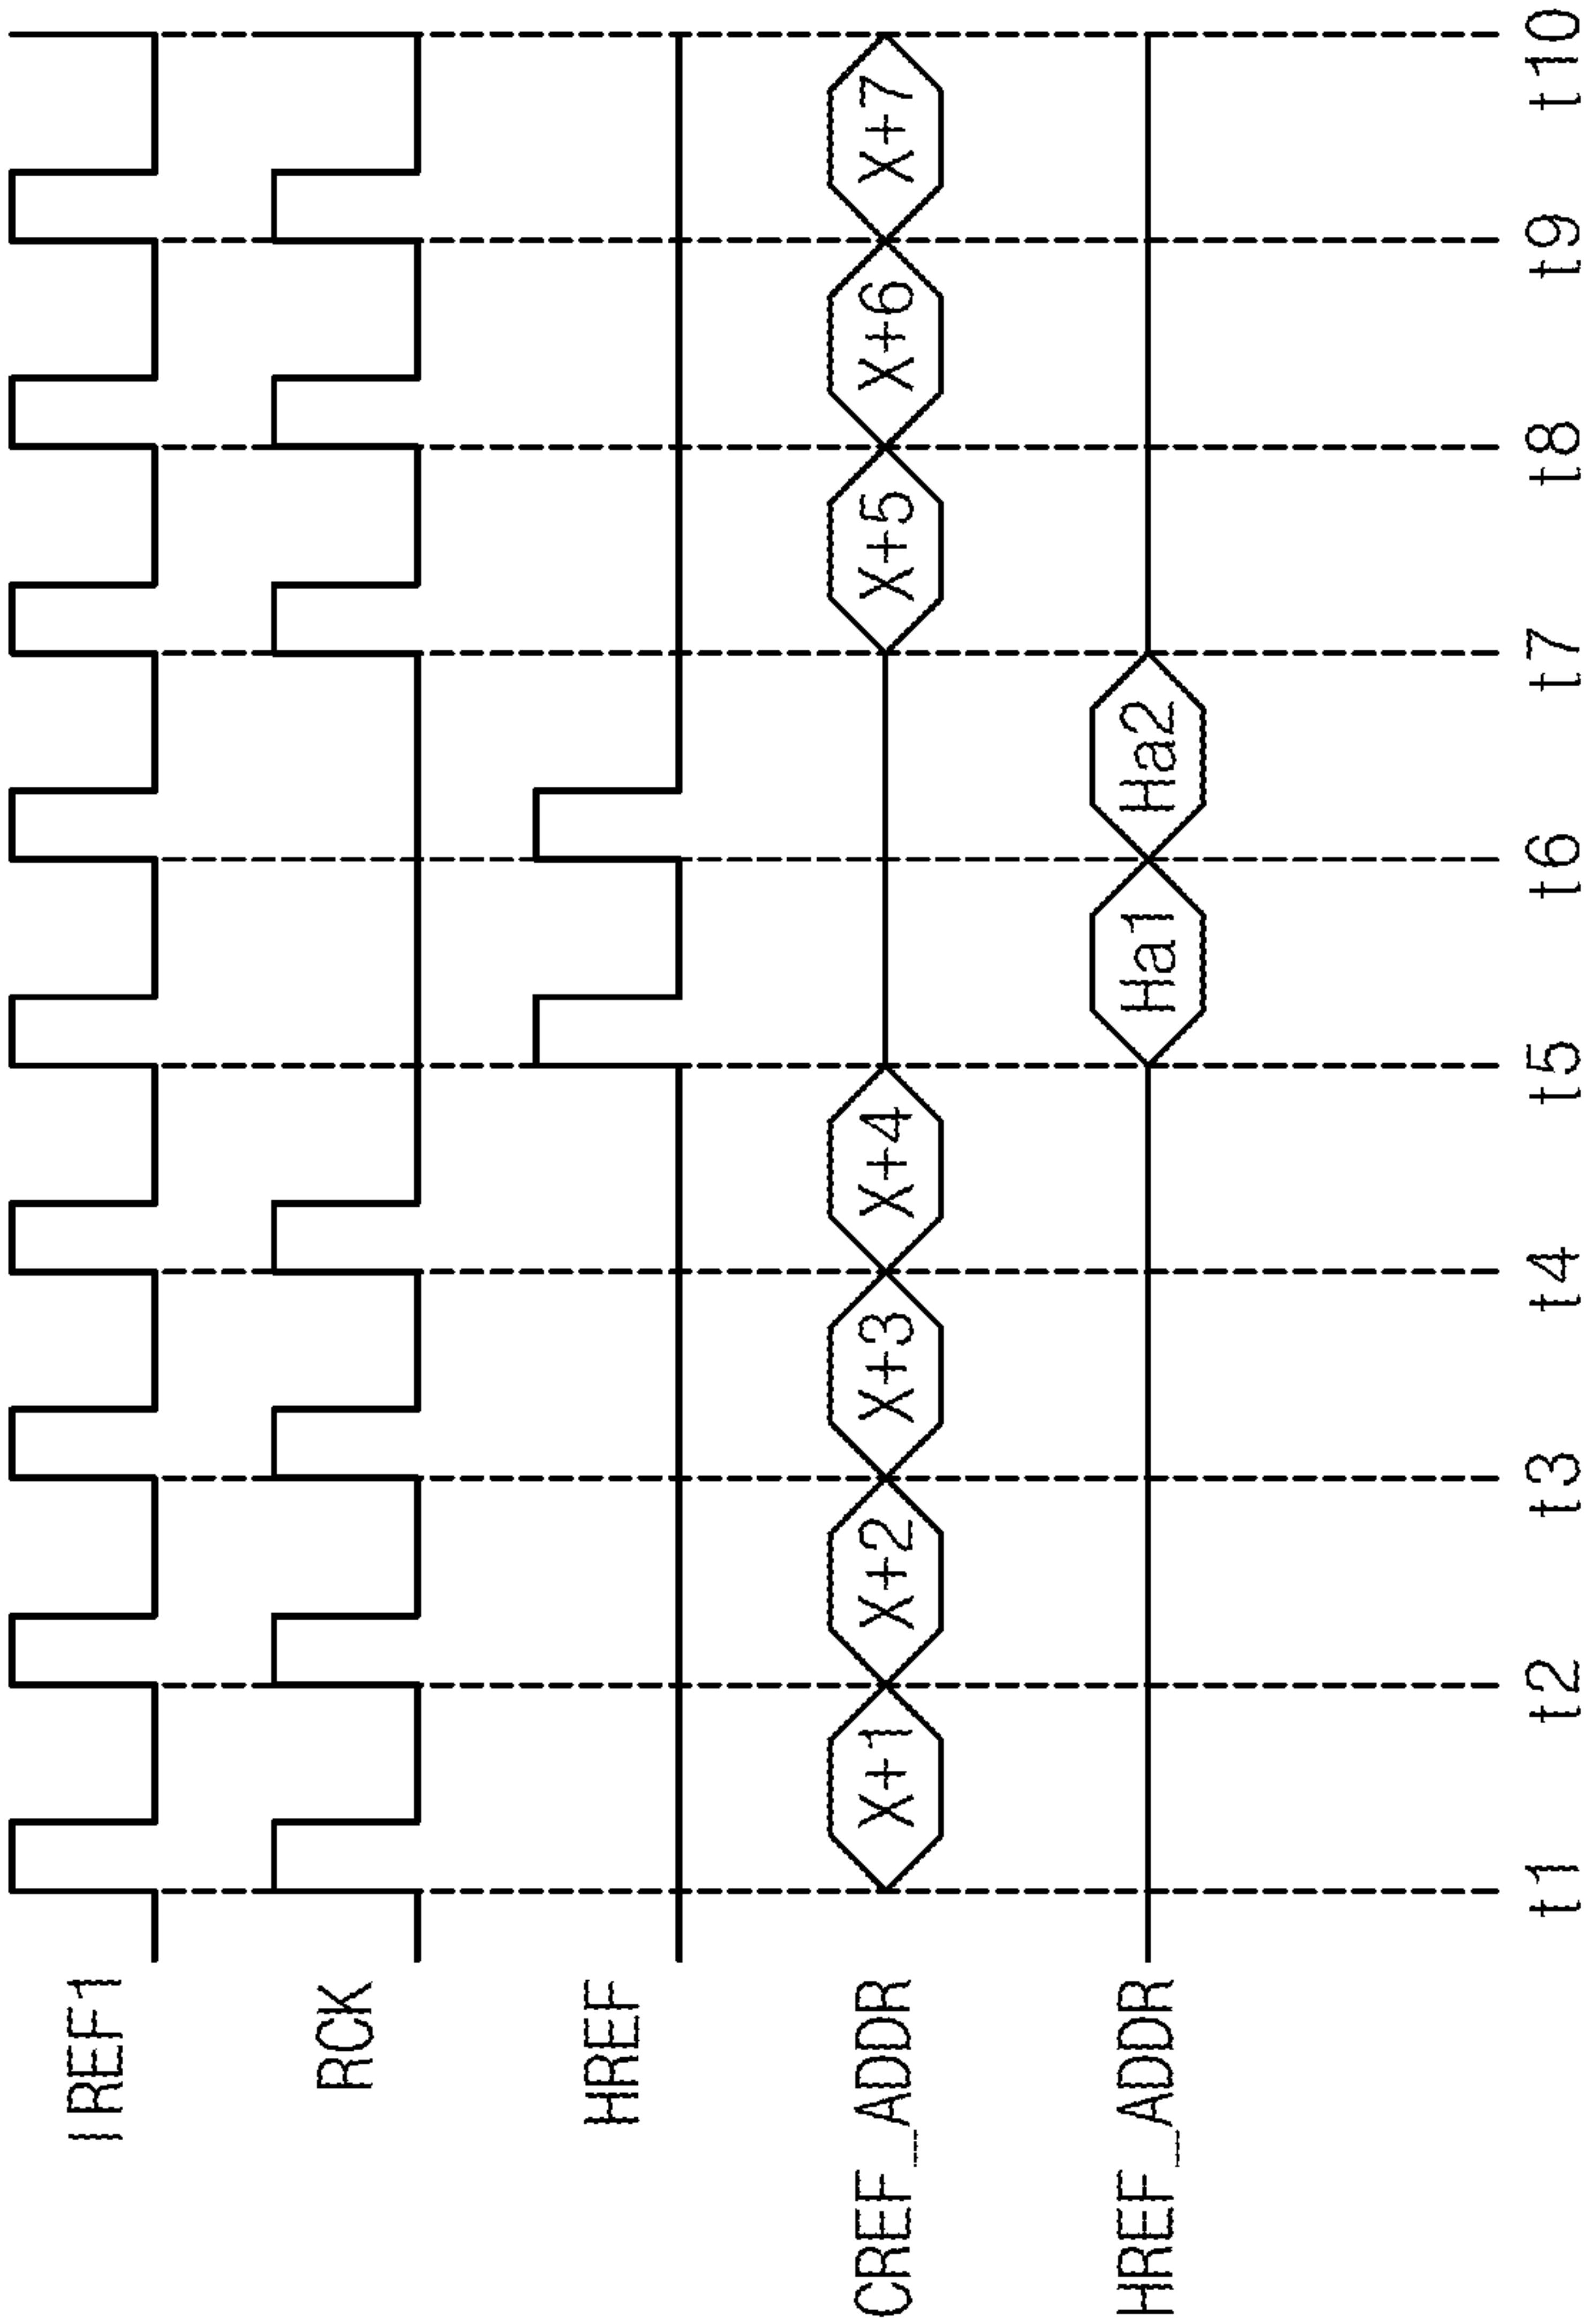 IREF1
RCK
HREF
CREF_ADDR X+1 X+2 X+3 X+4 X+5 X+6 X+7
HREF_ADDR Ha1 Ha2
t1 t2 t3 t4 t5 t6 t7 t8 t9 t10